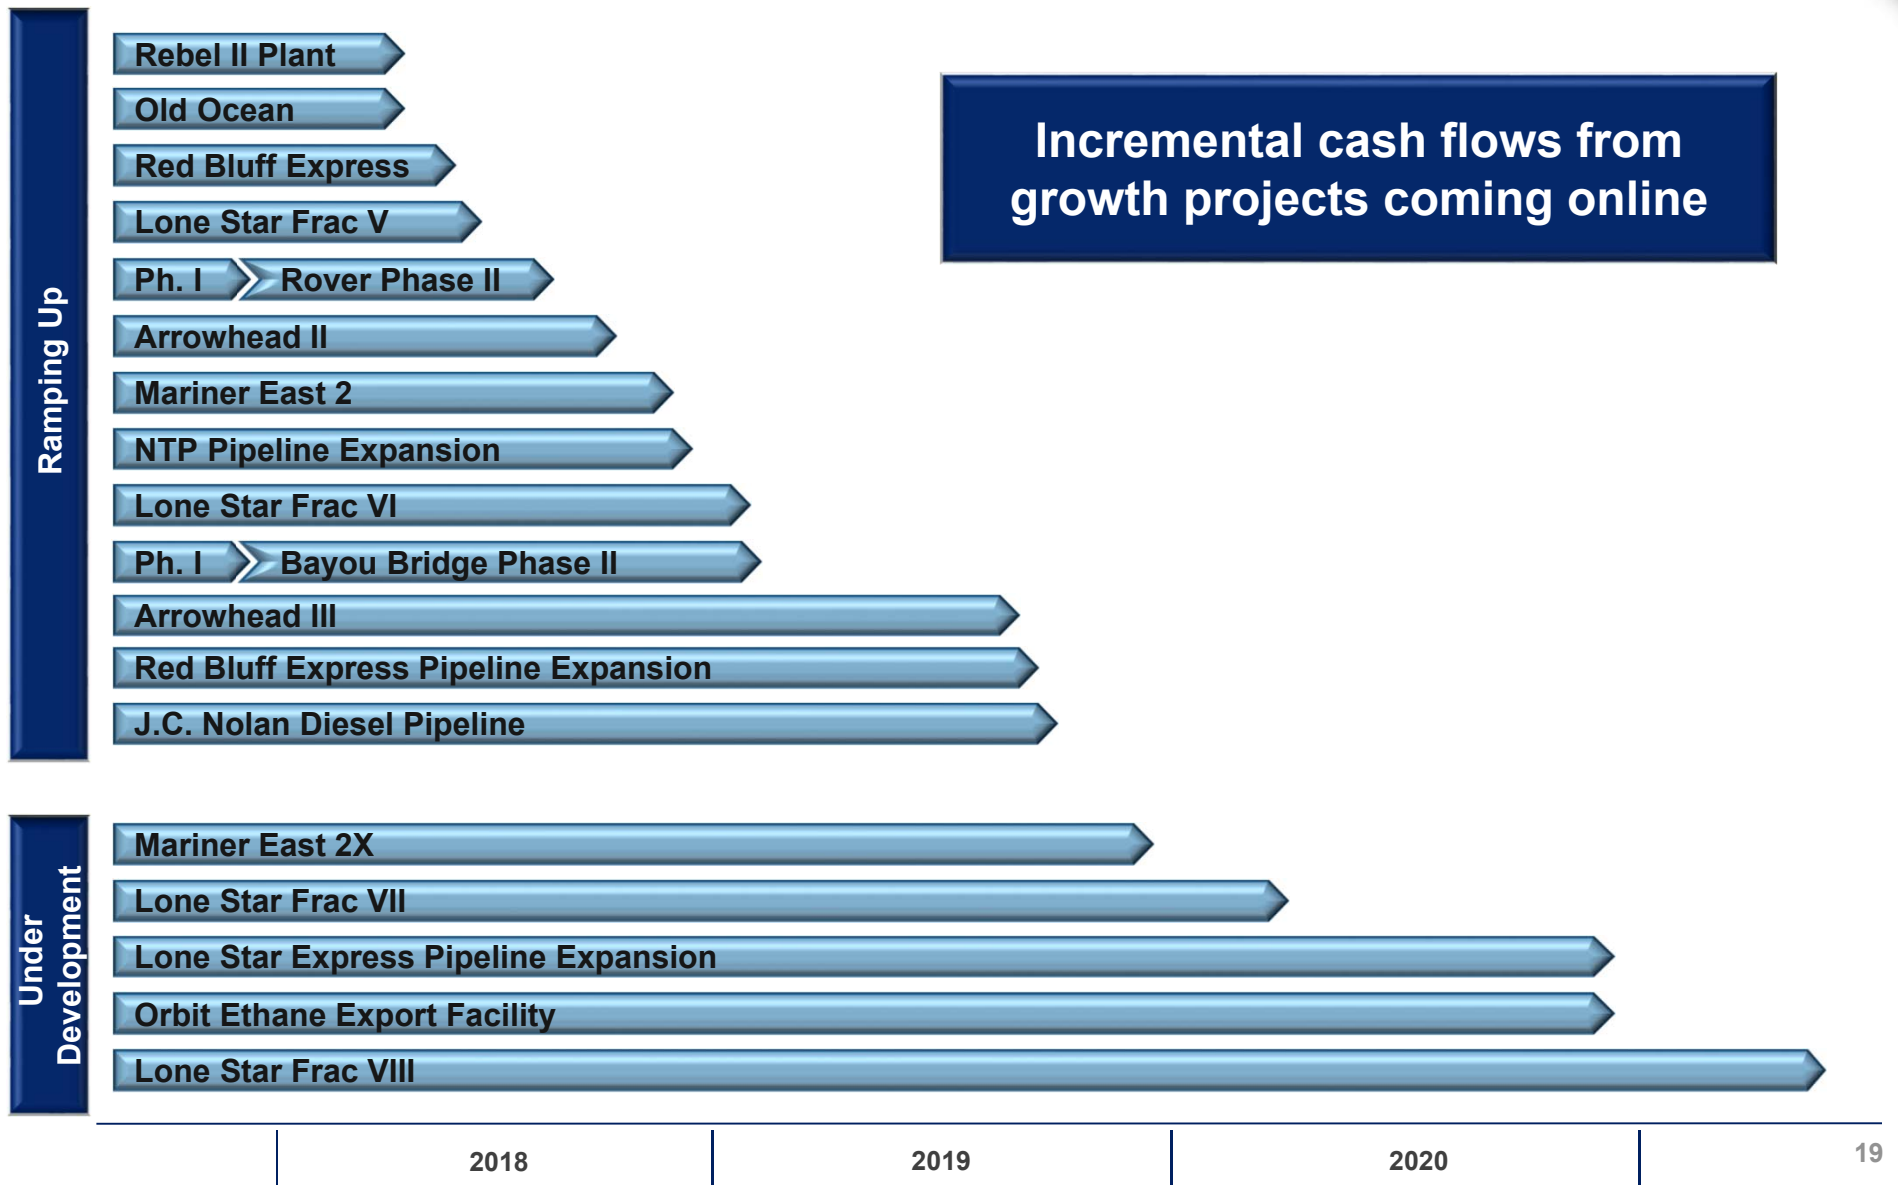 Ramping Up
Rebel II Plant
Old Ocean
Red Bluff Express
Lone Star Frac V
Ph. I
Rover Phase II
Arrowhead II
Mariner East 2
NTP Pipeline Expansion
Lone Star Frac VI
Ph. I
Bayou Bridge Phase II
Arrowhead III
Red Bluff Express Pipeline Expansion
J.C. Nolan Diesel Pipeline
Incremental cash flows from
growth projects coming online
Under
Development
Mariner East 2X
Lone Star Frac VII
Lone Star Express Pipeline Expansion
Orbit Ethane Export Facility
Lone Star Frac VIII
2018
2019
2020
19